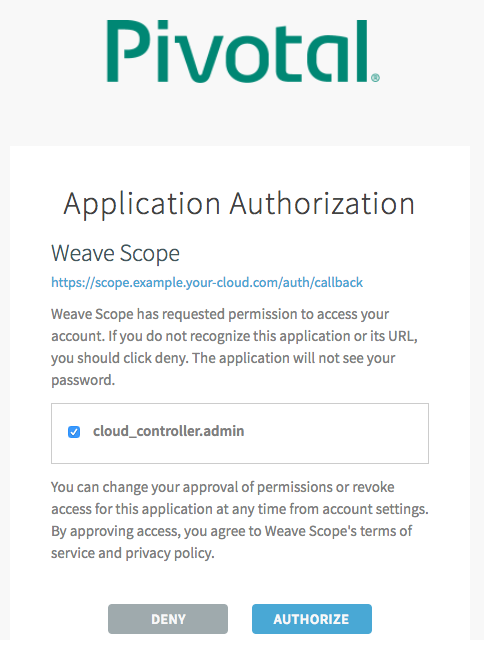 Pivotal®
Application Authorization
Weave Scope
https://scope.example.your-cloud.com/auth/callback
Weave Scope has requested permission to access your
account. If you do not recognize this application or its URL,
you should click deny. The application will not see your
password.
cloud_controller.admin
You can change your approval of permissions or revoke
access for this application at any time from account settings.
By approving access, you agree to Weave Scope's terms of
service and privacy policy.
DENY
AUTHORIZE